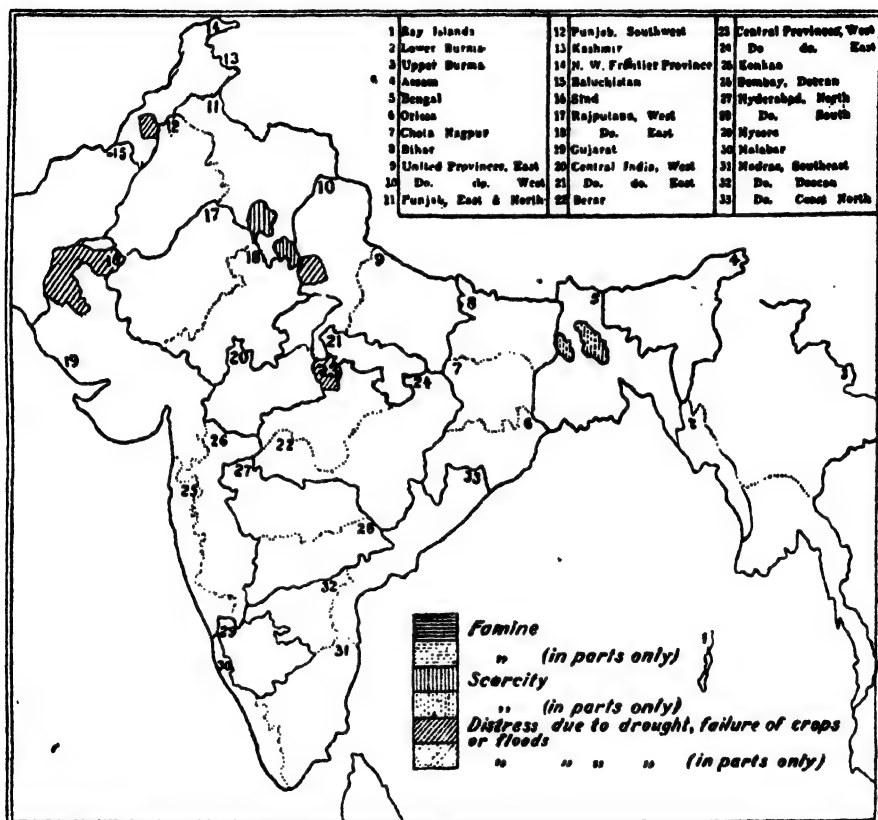 1 Bay Islands
2 Lower Burma
3 Upper Burma
4 Assam
5 Bengal
6 Orissa
7 Chota Nagpur
8 Bihar
9 United Provinces, East
10 Do. do. West
11 Punjab, East & North
12 Punjab, Southwest
13 Kashmir
14 N. W. Frontier Province
15 Baluchistan
16 Sind
17 Rajputana, West
18 Do. East
19 Gujarat
20 Central India, West
21 Do. do. East
22 Berar
23 Central Provinces, West
24 Do do. East
25 Konkan
26 Bombay, Deccan
27 Hyderabad, North
28 Do. South
29 Mysore
30 Malabar
31 Madras, Southeast
32 Do. Deccan
33 Do. Coast North
13
11
12
15
10
17
18
16
9
4
8
5
21
19
20
7
24
3
2
26
22
6
27
33
25
28
32
29
31
30
1
Famine
„ (in parts only)
Scarcity
„ (in parts only)
Distress due to drought, failure of crops
or floods
„ „ „ „ (in parts only)